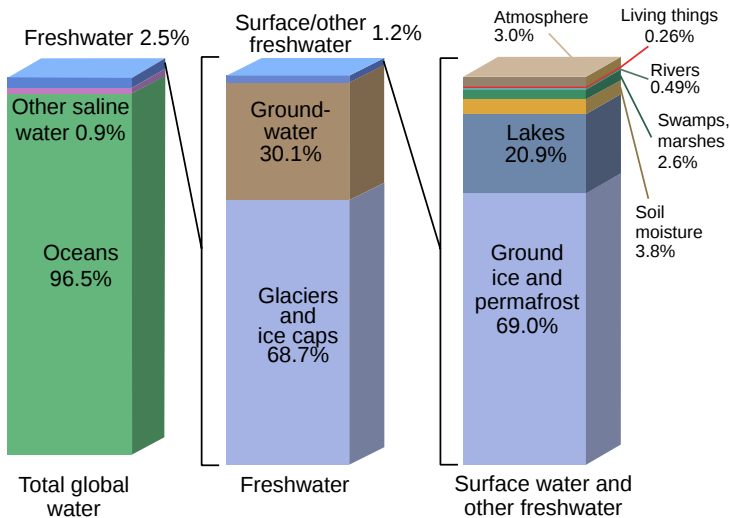 Freshwater 2.5%
Other saline
water 0.9%
Oceans
96.5%
Total global
water
Surface/other
freshwater
1.2%
Ground-
water
30.1%
Glaciers
and
ice caps
68.7%
Freshwater
Atmosphere
3.0%
Living things
0.26%
Rivers
0.49%
Swamps,
marshes
2.6%
Soil
moisture
3.8%
Lakes
20.9%
Ground
ice and
permafrost
69.0%
Surface water and
other freshwater